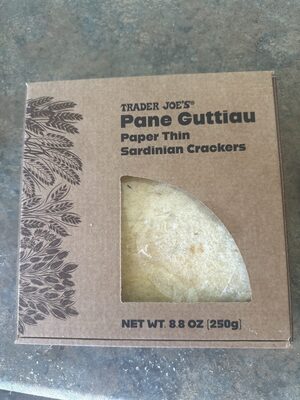 TRADER JOE'S®
Pane Guttiau
Paper Thin
Sardinian Crackers
NET WT. 8.8 OZ (250g)